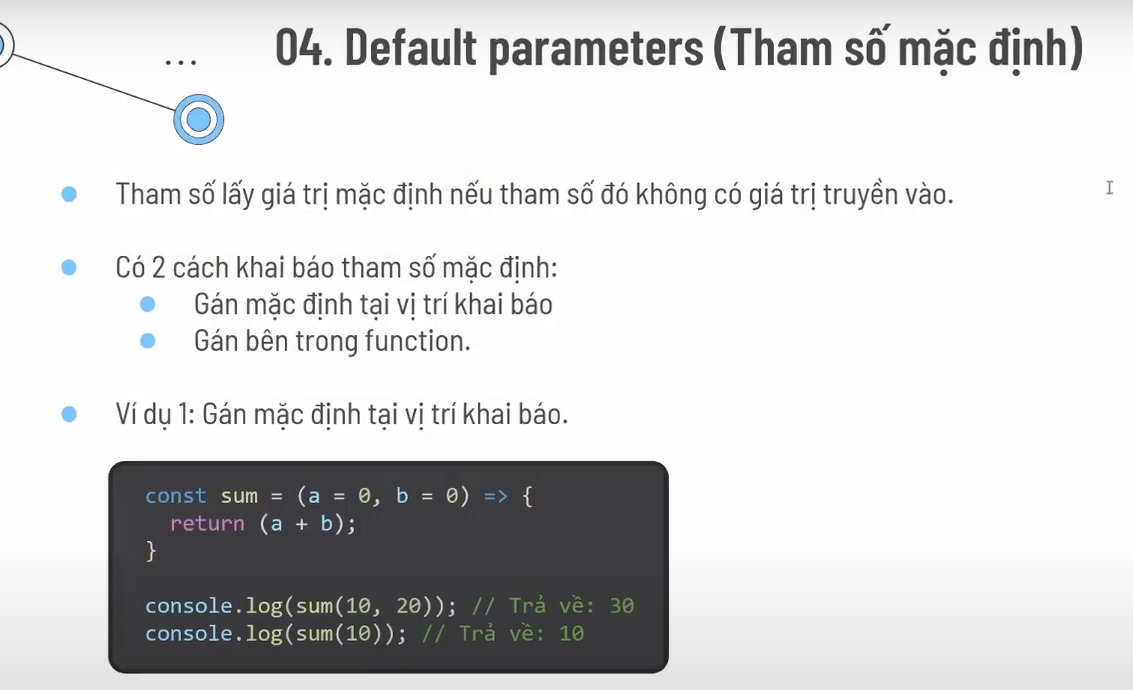 ...
04. Default parameters (Tham số mặc định)
Tham số lấy giá trị mặc định nếu tham số đó không có giá trị truyền vào.
Có 2 cách khai báo tham số mặc định:
Gán mặc định tại vị trí khai báo
Gán bên trong function.
Ví dụ 1: Gán mặc định tại vị trí khai báo.
const sum = (a = 0, b = 0) => {
  return (a + b);
}
console.log(sum(10, 20)); // Trả về: 30
console.log(sum(10)); // Trả về: 10